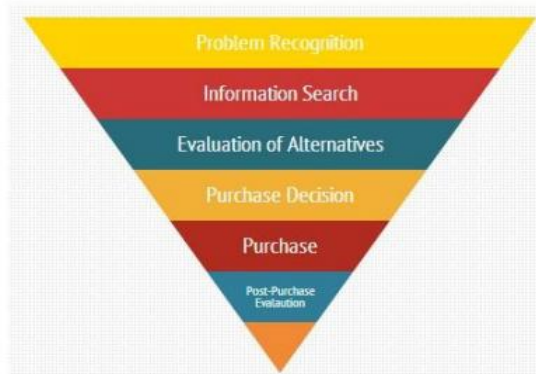 Problem Recognition
Information Search
Evaluation of Alternatives
Purchase Decision
Purchase
Post-Purchase
Evalaution